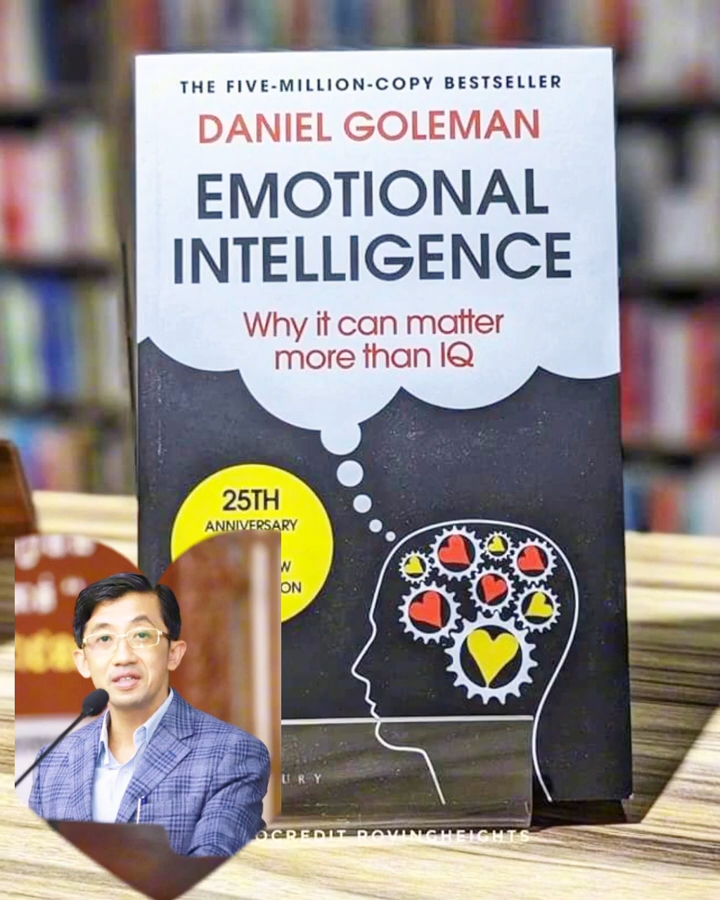 THE FIVE-MILLION-COPY BESTSELLER
DANIEL GOLEMAN
EMOTIONAL
INTELLIGENCE
Why it can matter
more than IQ
25TH
ANNIVERSARY